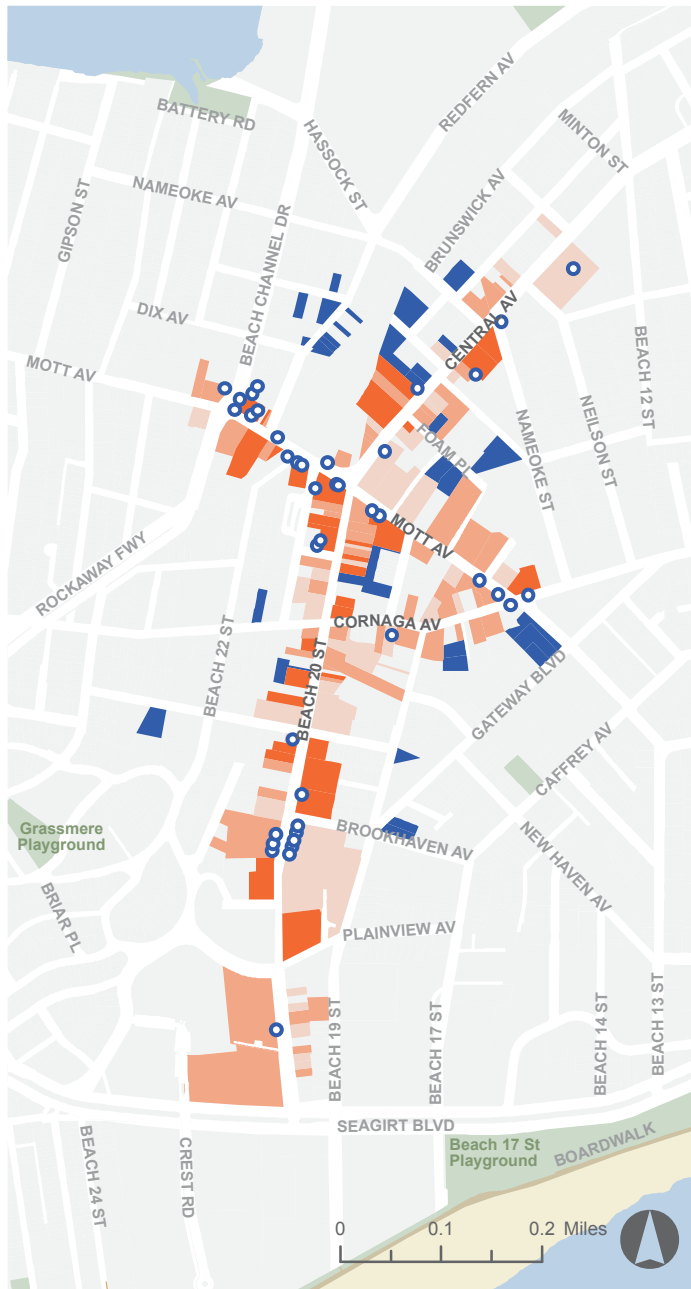 REDFERN AV
BATTERY RD
MINTON ST
HASSOCK ST
NAMEOKE AV
GIPSON ST
BRUNSWICK AV
BEACH CHANNEL DR
DIX AV
CENTRAL AV
BEACH 12 ST
MOTT AV
NEILSON ST
NAMEOKE ST
FOAM PL
MOTT AV
ROCKAWAY FWY
CORNAGA AV
BEACH 22 ST
BEACH 20 ST
GATEWAY BLVD
CAFFREY AV
Grassmere
Playground
BROOKHAVEN AV
NEW HAVEN AV
BRIAR PL
PLAINVIEW AV
BEACH 19 ST
BEACH 17 ST
BEACH 14 ST
BEACH 13 ST
SEAGIRT BLVD
BEACH 24 ST
CREST RD
Beach 17 St
Playground
BOARDWALK
0 0.1 0.2 Miles